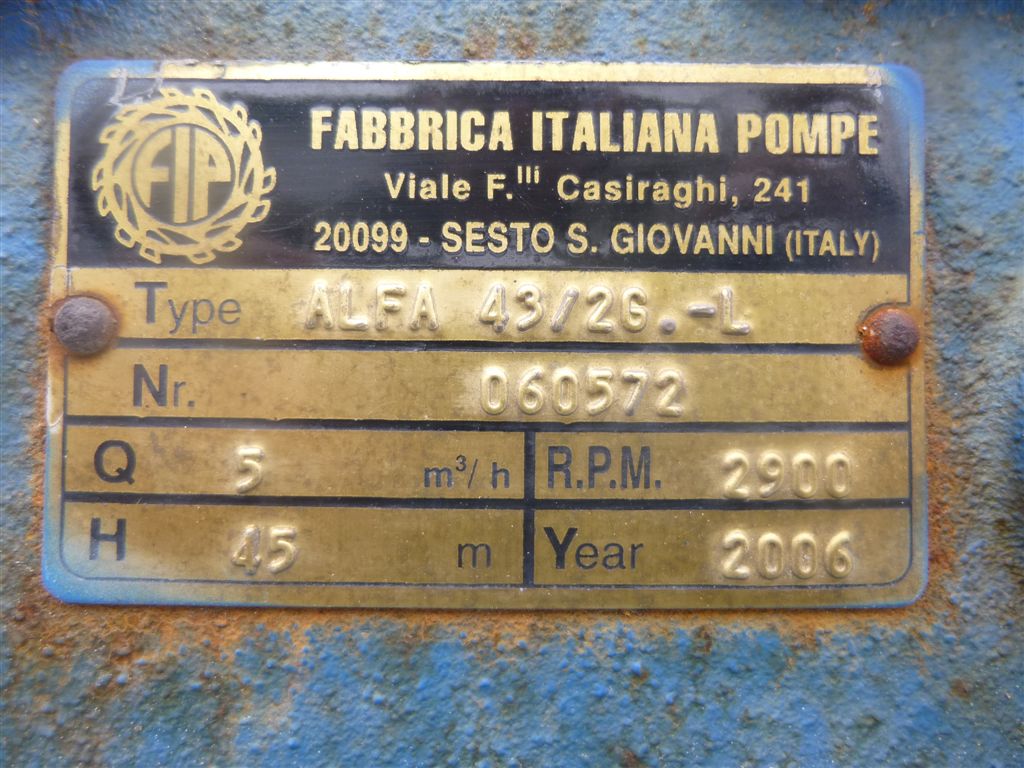 FIP
FABBRICA ITALIANA POMPE
Viale F.lll Casiraghi, 241
20099 - SESTO S. GIOVANNI (ITALY)
Type ALFA 43/2G.-L
Nr. 060572
Q 5 m³/h R.P.M. 2900
H 45 m Year 2006